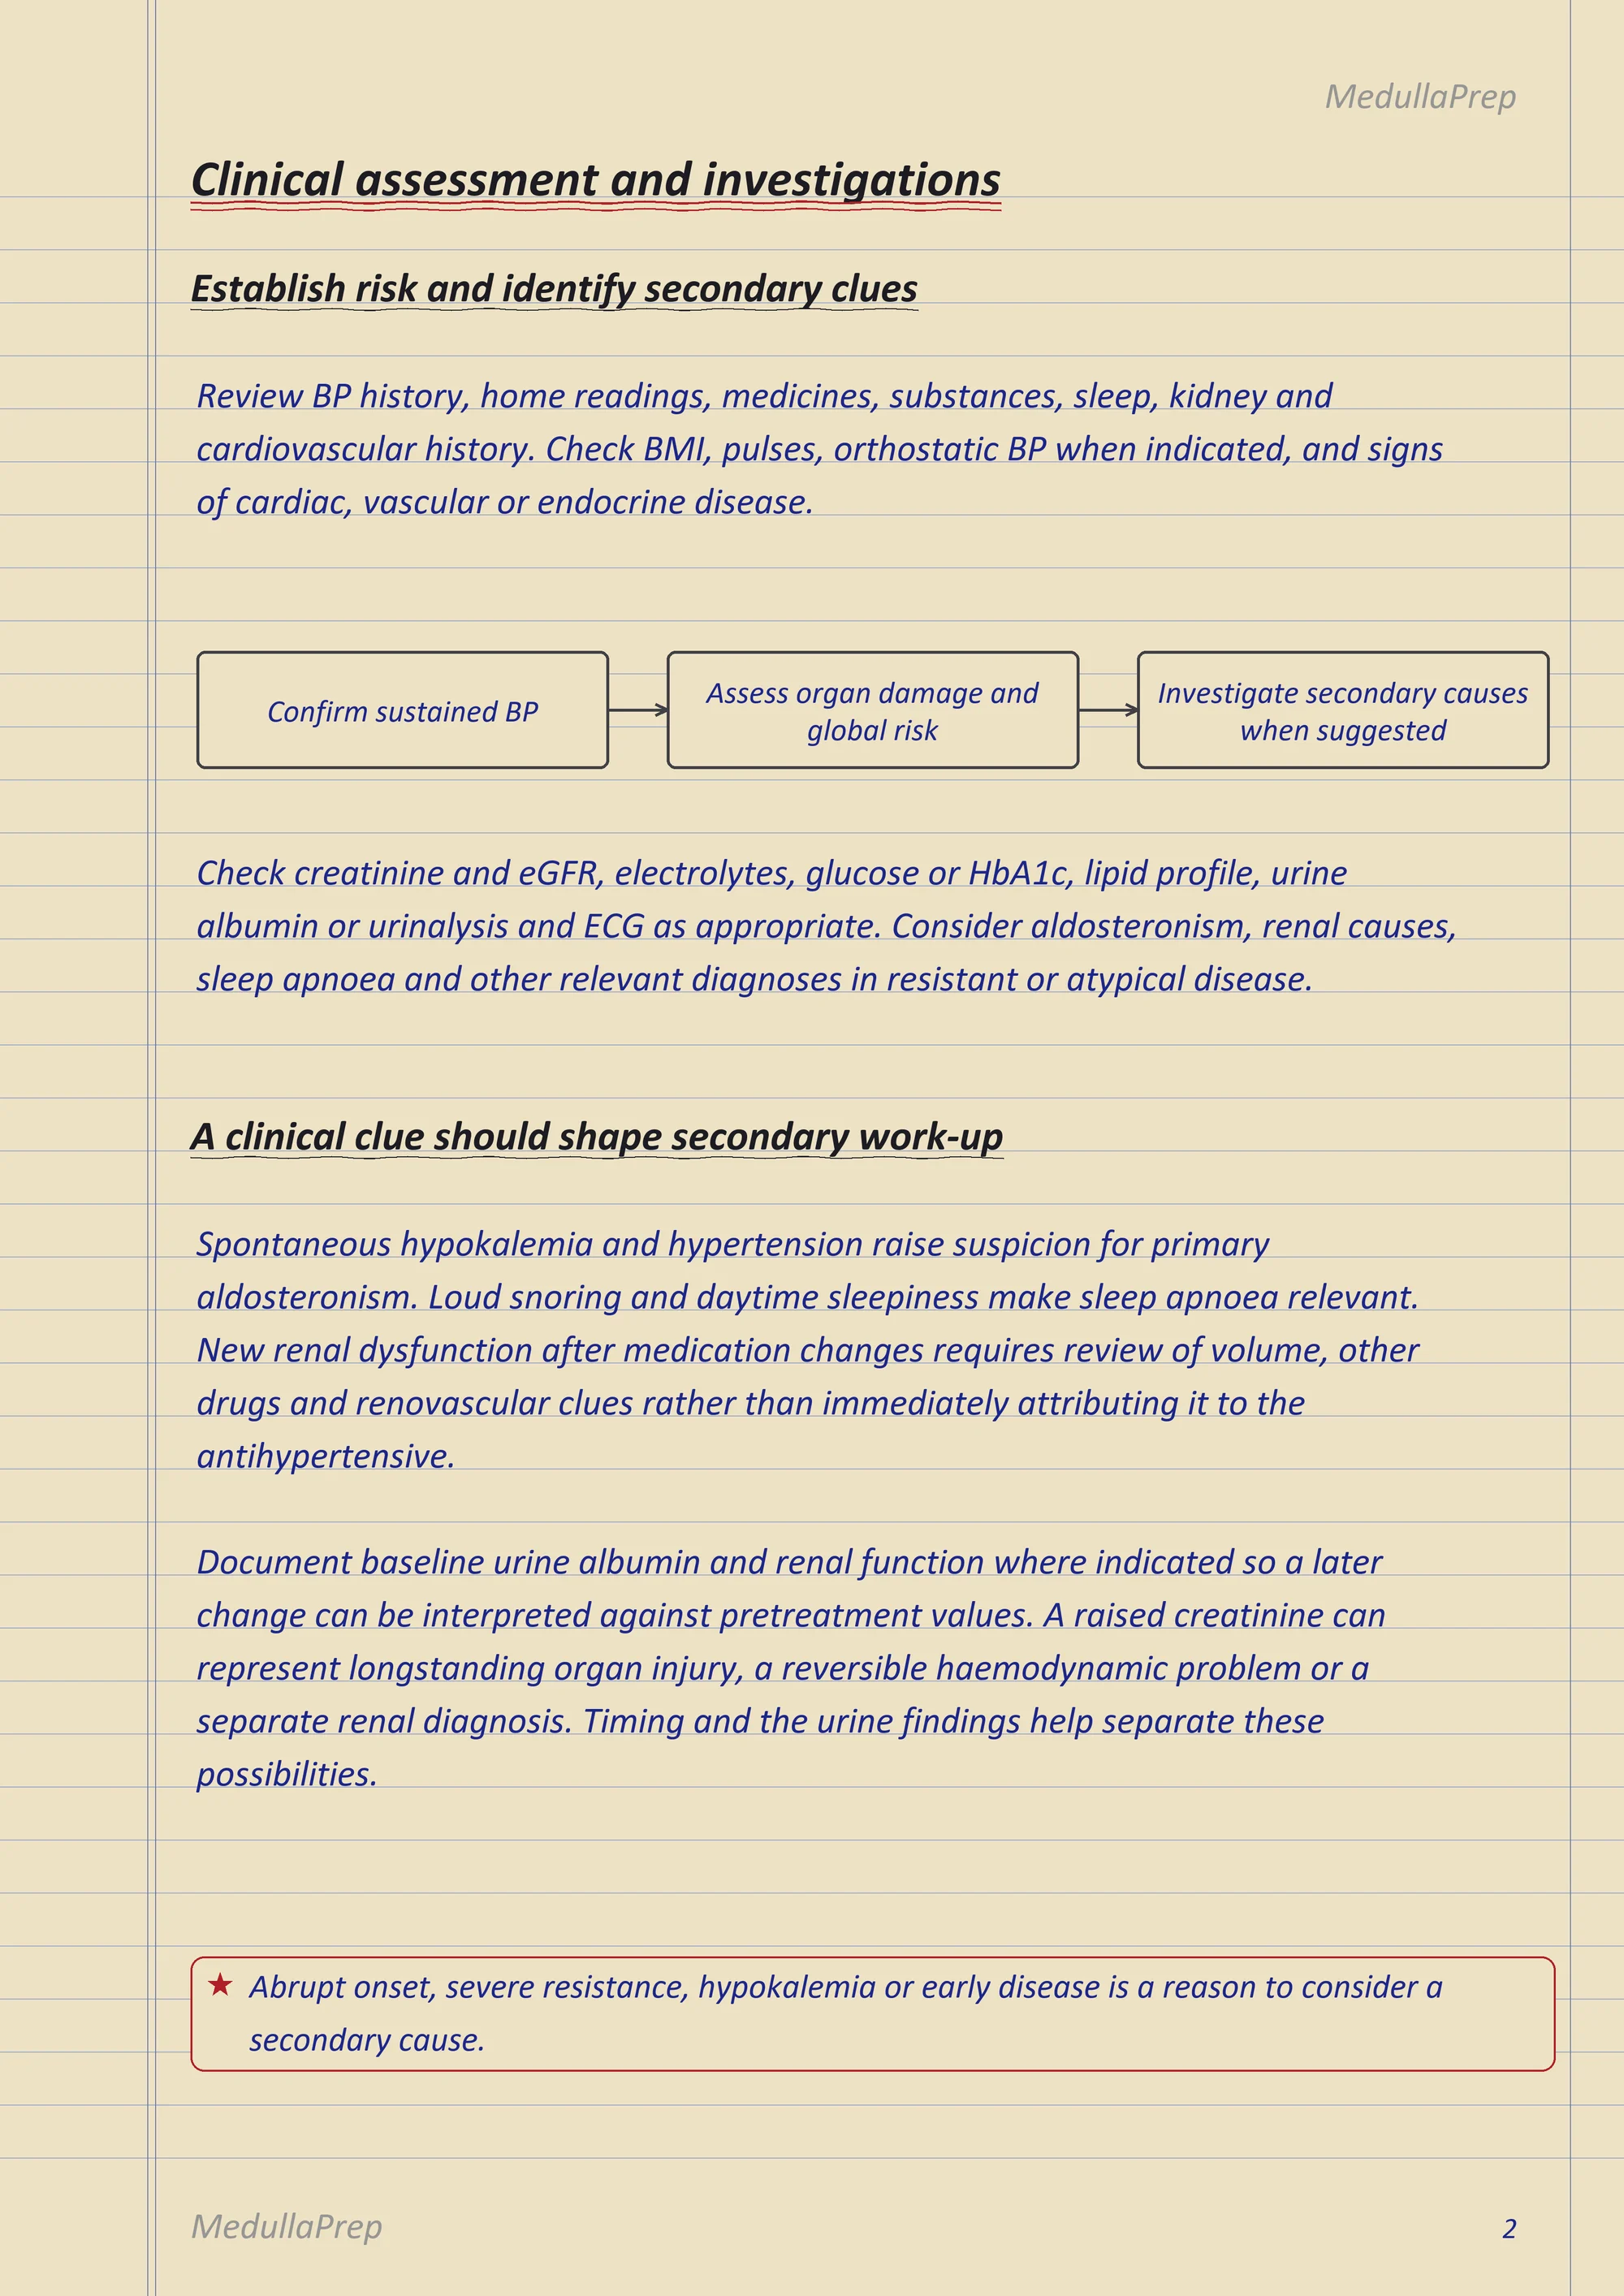 MedullaPrep
Clinical assessment and investigations
Establish risk and identify secondary clues
Review BP history, home readings, medicines, substances, sleep, kidney and
cardiovascular history. Check BMI, pulses, orthostatic BP when indicated, and signs
of cardiac, vascular or endocrine disease.
Confirm sustained BP
Assess organ damage and
global risk
Investigate secondary causes
when suggested
Check creatinine and eGFR, electrolytes, glucose or HbA1c, lipid profile, urine
albumin or urinalysis and ECG as appropriate. Consider aldosteronism, renal causes,
sleep apnoea and other relevant diagnoses in resistant or atypical disease.
A clinical clue should shape secondary work-up
Spontaneous hypokalemia and hypertension raise suspicion for primary
aldosteronism. Loud snoring and daytime sleepiness make sleep apnoea relevant.
New renal dysfunction after medication changes requires review of volume, other
drugs and renovascular clues rather than immediately attributing it to the
antihypertensive.
Document baseline urine albumin and renal function where indicated so a later
change can be interpreted against pretreatment values. A raised creatinine can
represent longstanding organ injury, a reversible haemodynamic problem or a
separate renal diagnosis. Timing and the urine findings help separate these
possibilities.
★ Abrupt onset, severe resistance, hypokalemia or early disease is a reason to consider a
secondary cause.
MedullaPrep
2